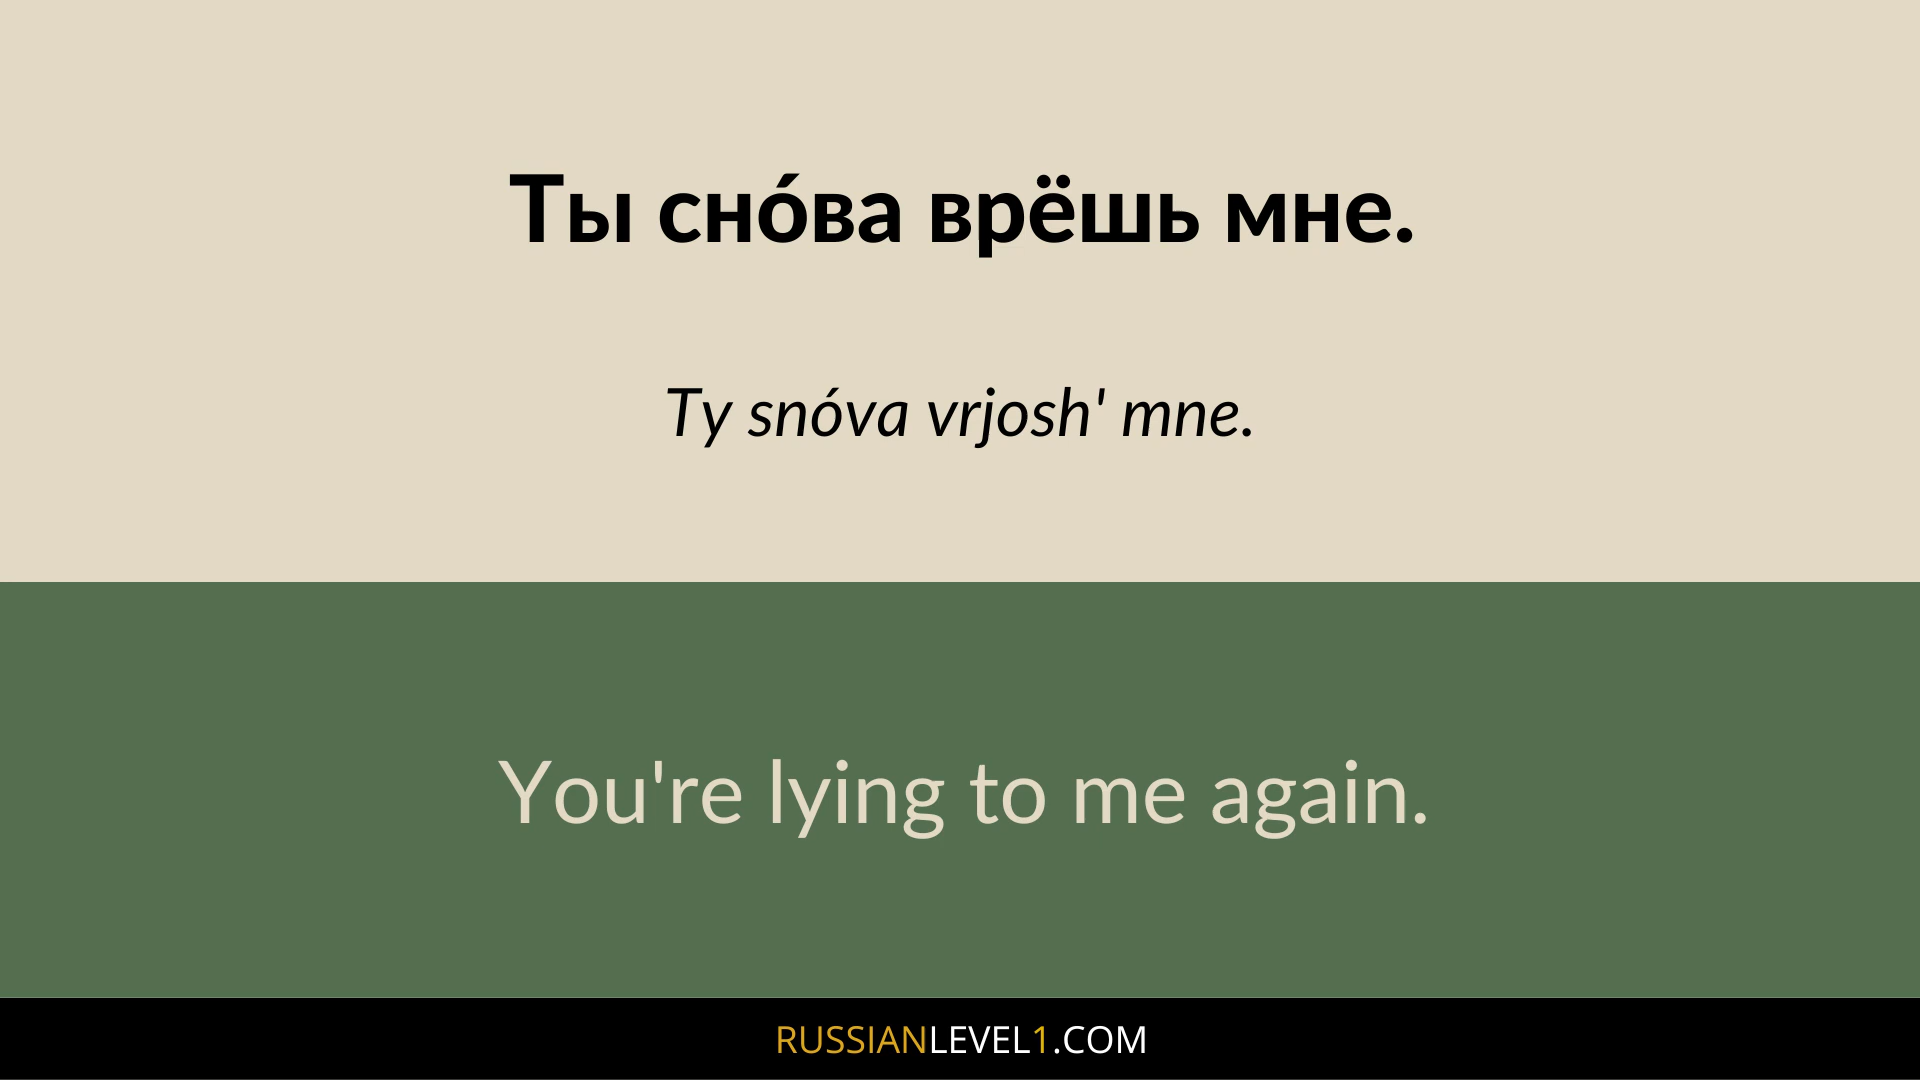 Ты сно́ва врёшь мне.
Ty snóva vrjosh' mne.
You're lying to me again.
RUSSIANLEVEL1.COM